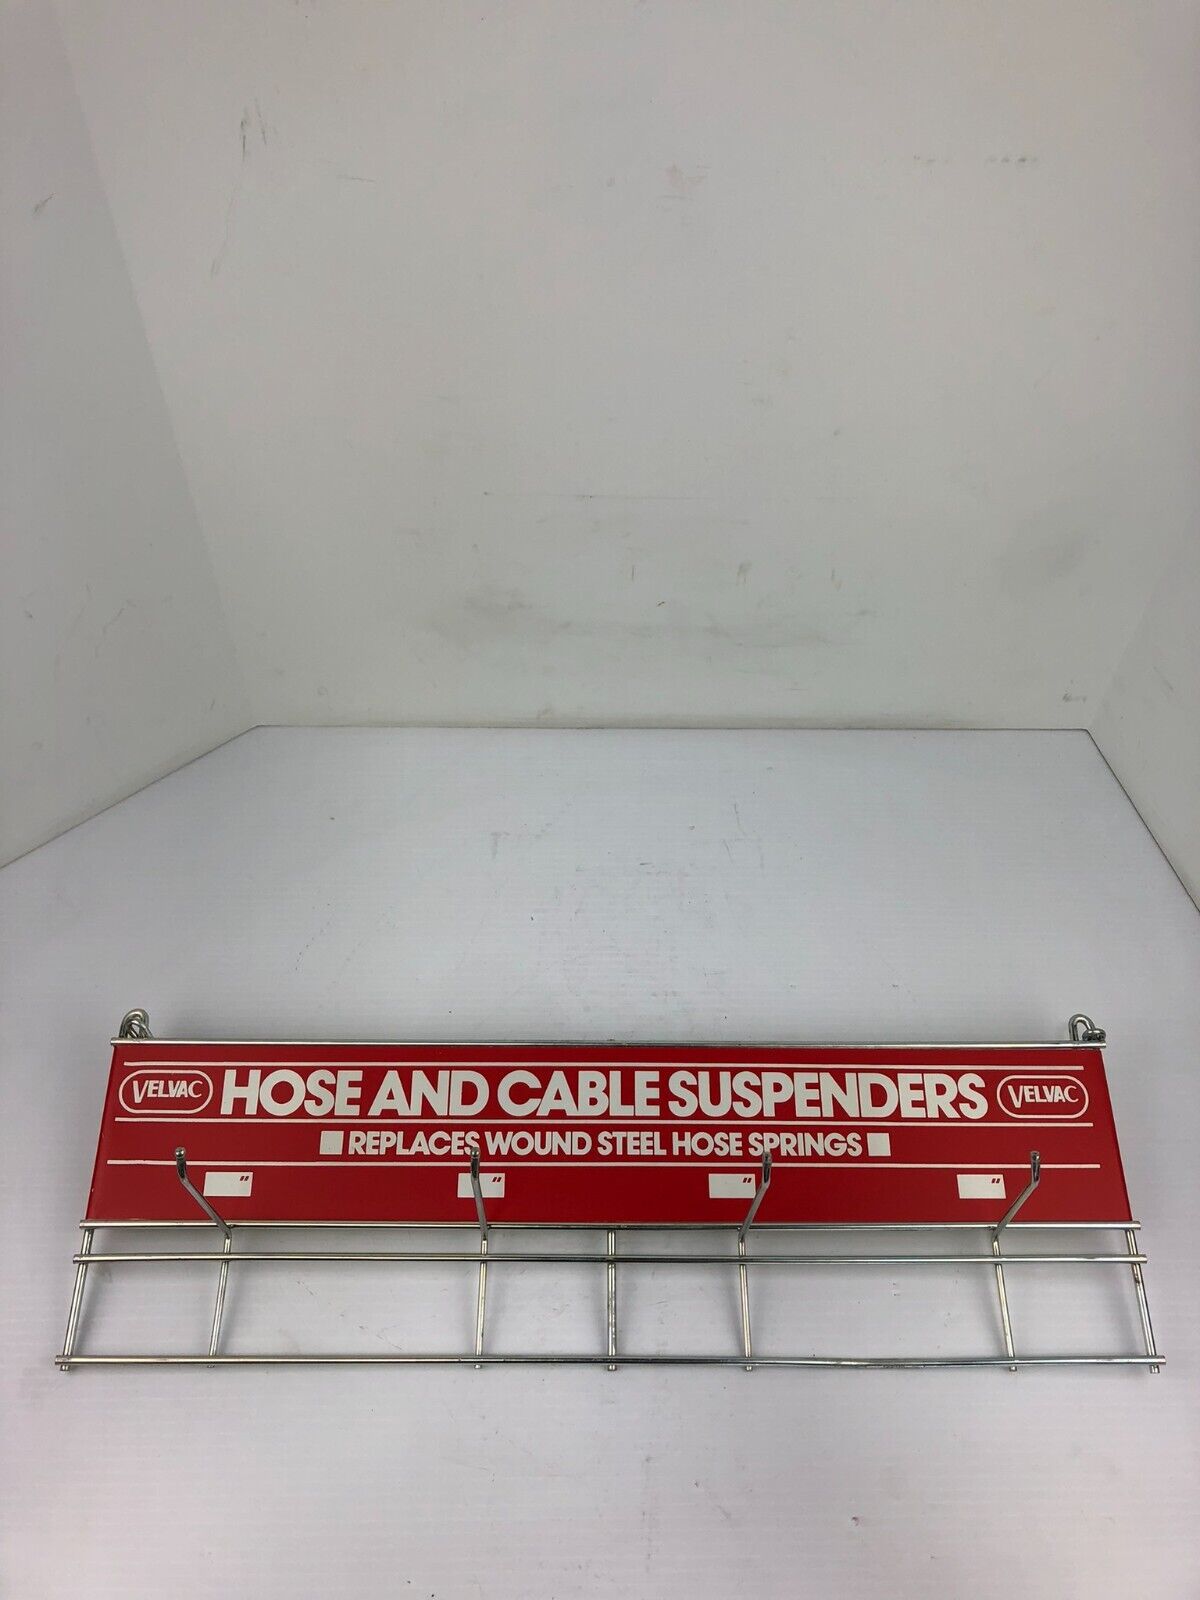 VELVAC HOSE AND CABLE SUSPENDERS VELVAC
REPLACES WOUND STEEL HOSE SPRINGS
" " " "